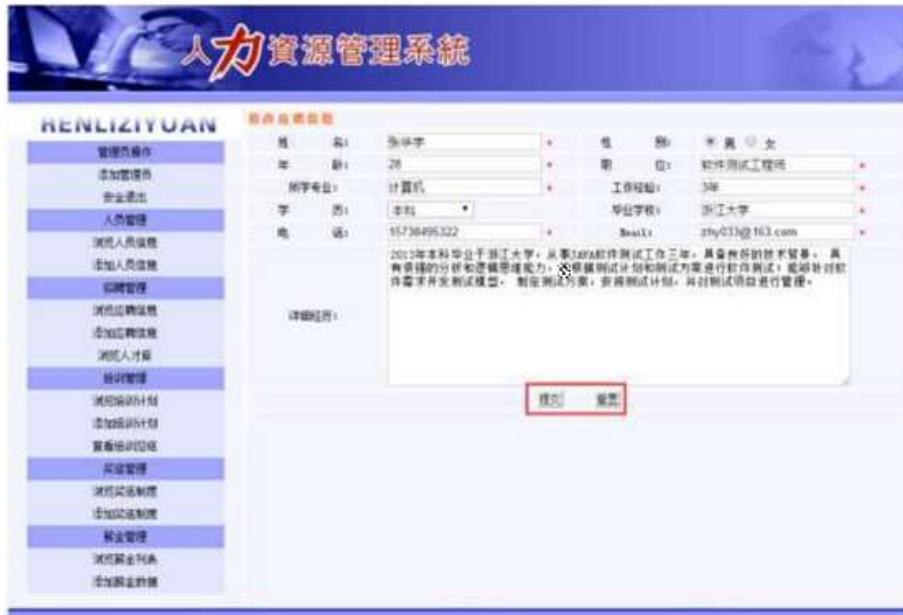 人力資源管理系統
RENLIZIYUAN
管理员操作
添加管理员
安全退出
人员管理
浏览人员信息
添加人员信息
招聘管理
浏览应聘信息
添加应聘信息
浏览人才库
培训管理
浏览培训计划
添加培训计划
查看培训总结
奖惩管理
浏览奖惩制度
添加奖惩制度
薪金管理
浏览薪金列表
添加薪金数据
修改应聘信息
姓 名: 张华宇 * 性 别: 男 女
年 龄: 28 * 职 位: 软件测试工程师 *
所学专业: 计算机 * 工作经验: 3年 *
学 历: 本科 毕业学校: 浙江大学 *
电 话: 15738495322 * Email: zhy033@163.com *
2013年本科毕业于浙江大学,从事JAVA软件测试工作三年,具备良好的技术背景, 具
有很强的分析和逻辑思维能力,根据测试计划和测试方案进行软件测试;能够针对软
件需求开发测试模型, 制定测试方案,安排测试计划,并对测试项目进行管理。
详细经历:
提交 重置